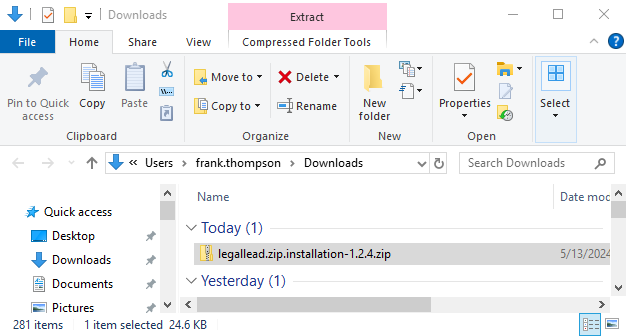 Downloads
Extract
File Home Share View Compressed Folder Tools
Pin to Quick access
Copy
Paste
Clipboard
Move to
Copy to
Delete
Rename
Organize
New folder
New
Properties
Open
Select
« Users > frank.thompson > Downloads
Search Downloads
Quick access
Desktop
Downloads
Documents
Pictures
Name Date mod
Today (1)
legallead.zip.installation-1.2.4.zip 5/13/2024
Yesterday (1)
281 items 1 item selected 24.6 KB